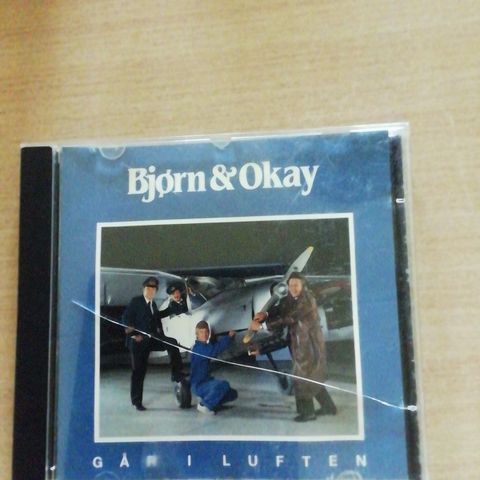 Bjørn & Okay
GÅR I LUFTEN